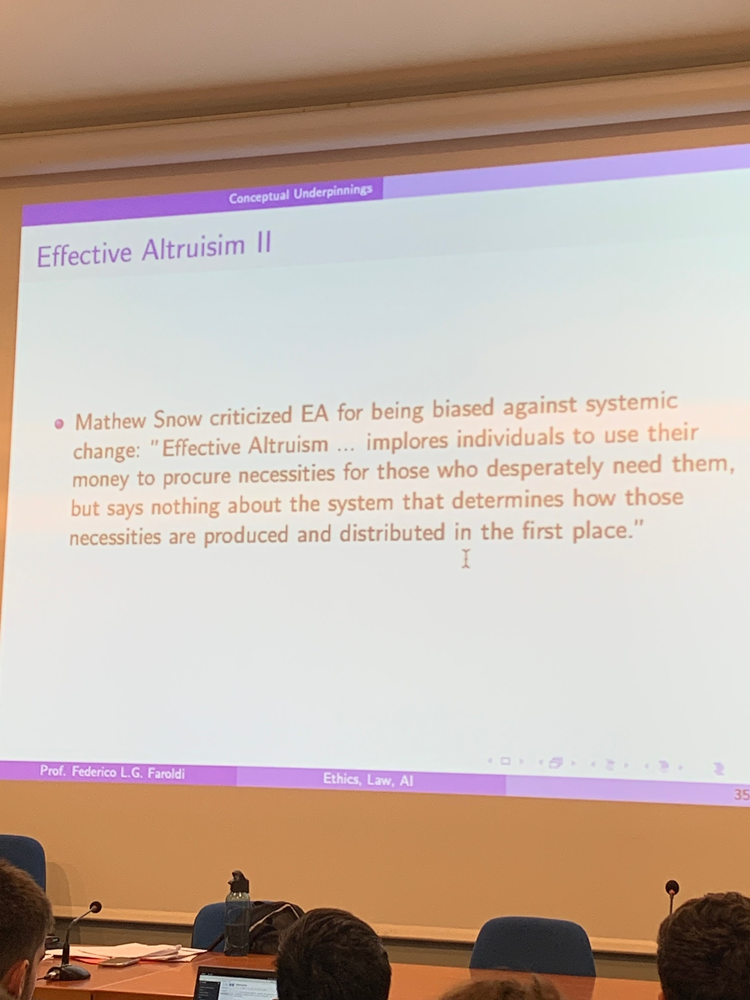 Conceptual Underpinnings
Effective Altruisim II
Mathew Snow criticized EA for being biased against systemic
change: "Effective Altruism ... implores individuals to use their
money to procure necessities for those who desperately need them,
but says nothing about the system that determines how those
necessities are produced and distributed in the first place."
Prof. Federico L.G. Faroldi
Ethics, Law, AI
35